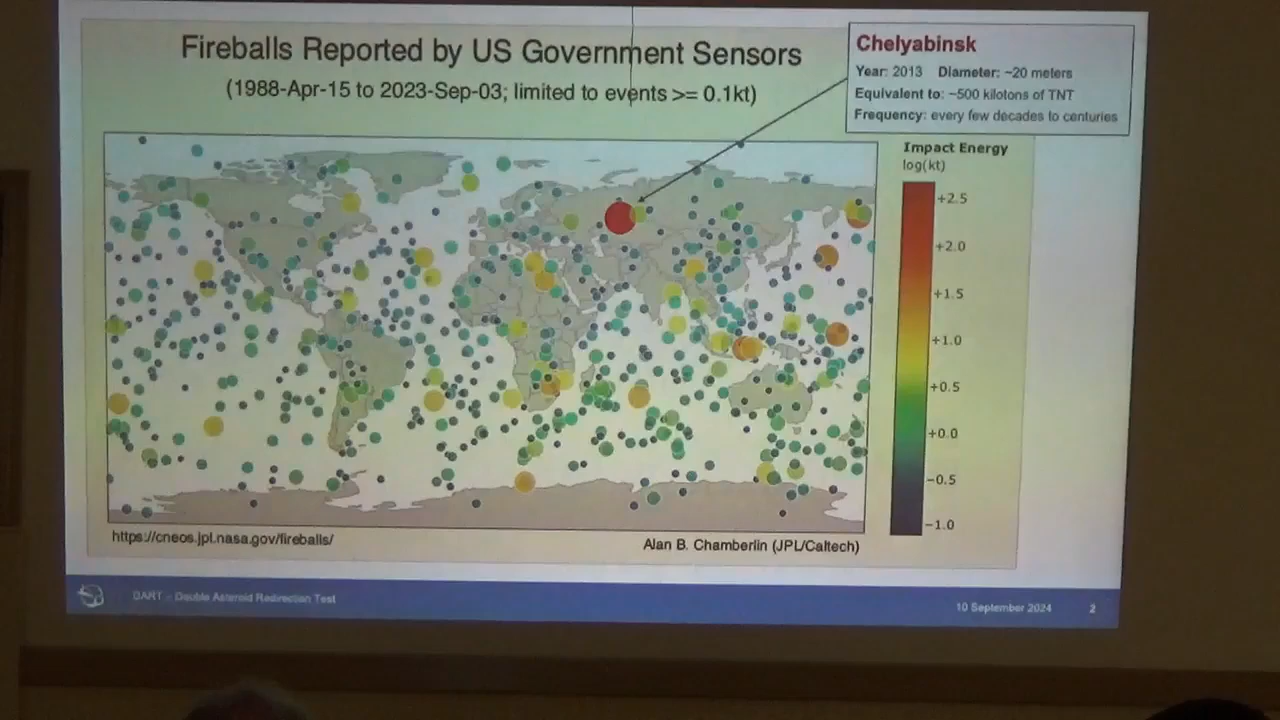 Fireballs Reported by US Government Sensors
(1988-Apr-15 to 2023-Sep-03; limited to events >= 0.1kt)
Chelyabinsk
Year: 2013 Diameter: ~20 meters
Equivalent to: ~500 kilotons of TNT
Frequency: every few decades to centuries
Impact Energy
log(kt)
+2.5
+2.0
+1.5
+1.0
+0.5
+0.0
-0.5
-1.0
https://cneos.jpl.nasa.gov/fireballs/
Alan B. Chamberlin (JPL/Caltech)
DART – Double Asteroid Redirection Test
10 September 2024
2